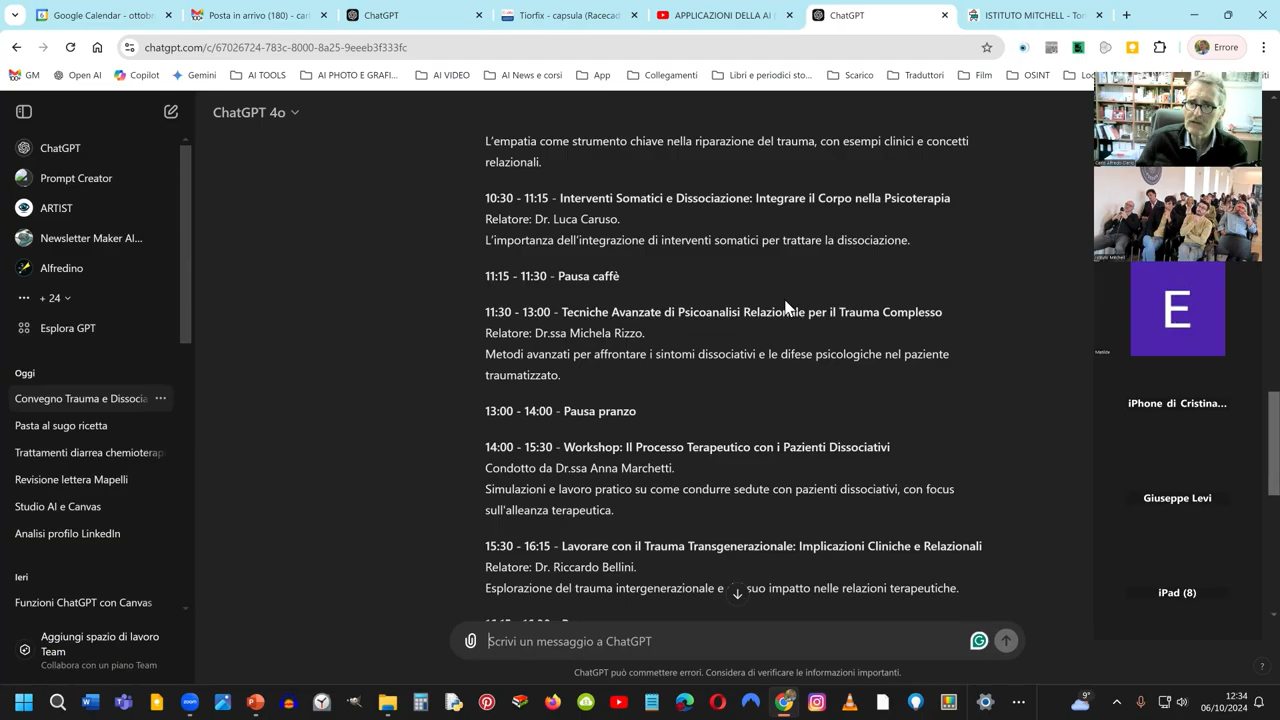 Google Calendar - ottob
Posta in arrivo (180) - carl
ChatGPT
Torfix - capsula (Racecad
APPLICAZIONI DELLA AI (
ChatGPT
ISTITUTO MITCHELL - Tor
chatgpt.com/c/67026724-783c-8000-8a25-9eeeb3f333fc
Errore
GM
Open AI
Copilot
Gemini
AI TOOLS
AI PHOTO E GRAFI...
AI VIDEO
AI News e corsi
App
Collegamenti
Libri e periodici sto...
Scarico
Traduttori
Film
OSINT
ChatGPT 4o
ChatGPT
Prompt Creator
ARTIST
Newsletter Maker AI...
Alfredino
+ 24
Esplora GPT
Oggi
Convegno Trauma e Dissocia
Pasta al sugo ricetta
Trattamenti diarrea chemioterap
Revisione lettera Mapelli
Studio AI e Canvas
Analisi profilo LinkedIn
Ieri
Funzioni ChatGPT con Canvas
Aggiungi spazio di lavoro
Team
Collabora con un piano Team
L'empatia come strumento chiave nella riparazione del trauma, con esempi clinici e concetti
relazionali.
10:30 - 11:15 - Interventi Somatici e Dissociazione: Integrare il Corpo nella Psicoterapia
Relatore: Dr. Luca Caruso.
L'importanza dell'integrazione di interventi somatici per trattare la dissociazione.
11:15 - 11:30 - Pausa caffè
11:30 - 13:00 - Tecniche Avanzate di Psicoanalisi Relazionale per il Trauma Complesso
Relatore: Dr.ssa Michela Rizzo.
Metodi avanzati per affrontare i sintomi dissociativi e le difese psicologiche nel paziente
traumatizzato.
13:00 - 14:00 - Pausa pranzo
14:00 - 15:30 - Workshop: Il Processo Terapeutico con i Pazienti Dissociativi
Condotto da Dr.ssa Anna Marchetti.
Simulazioni e lavoro pratico su come condurre sedute con pazienti dissociativi, con focus
sull'alleanza terapeutica.
15:30 - 16:15 - Lavorare con il Trauma Transgenerazionale: Implicazioni Cliniche e Relazionali
Relatore: Dr. Riccardo Bellini.
Esplorazione del trauma intergenerazionale e suo impatto nelle relazioni terapeutiche.
Scrivi un messaggio a ChatGPT
ChatGPT può commettere errori. Considera di verificare le informazioni importanti.
E
Matilde
iPhone di Cristina...
Giuseppe Levi
iPad (8)
9°
12:34
06/10/2024